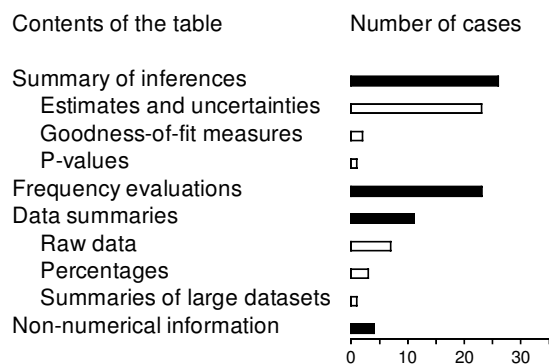 Contents of the table Number of cases
Summary of inferences
Estimates and uncertainties
Goodness-of-fit measures
P-values
Frequency evaluations
Data summaries
Raw data
Percentages
Summaries of large datasets
Non-numerical information
0 10 20 30